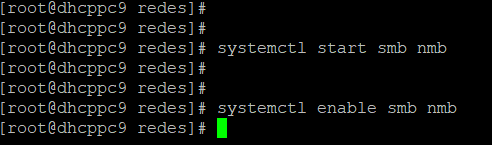 [root@dhcppc9 redes]#
[root@dhcppc9 redes]#
[root@dhcppc9 redes]# systemctl start smb nmb
[root@dhcppc9 redes]#
[root@dhcppc9 redes]#
[root@dhcppc9 redes]# systemctl enable smb nmb
[root@dhcppc9 redes]#